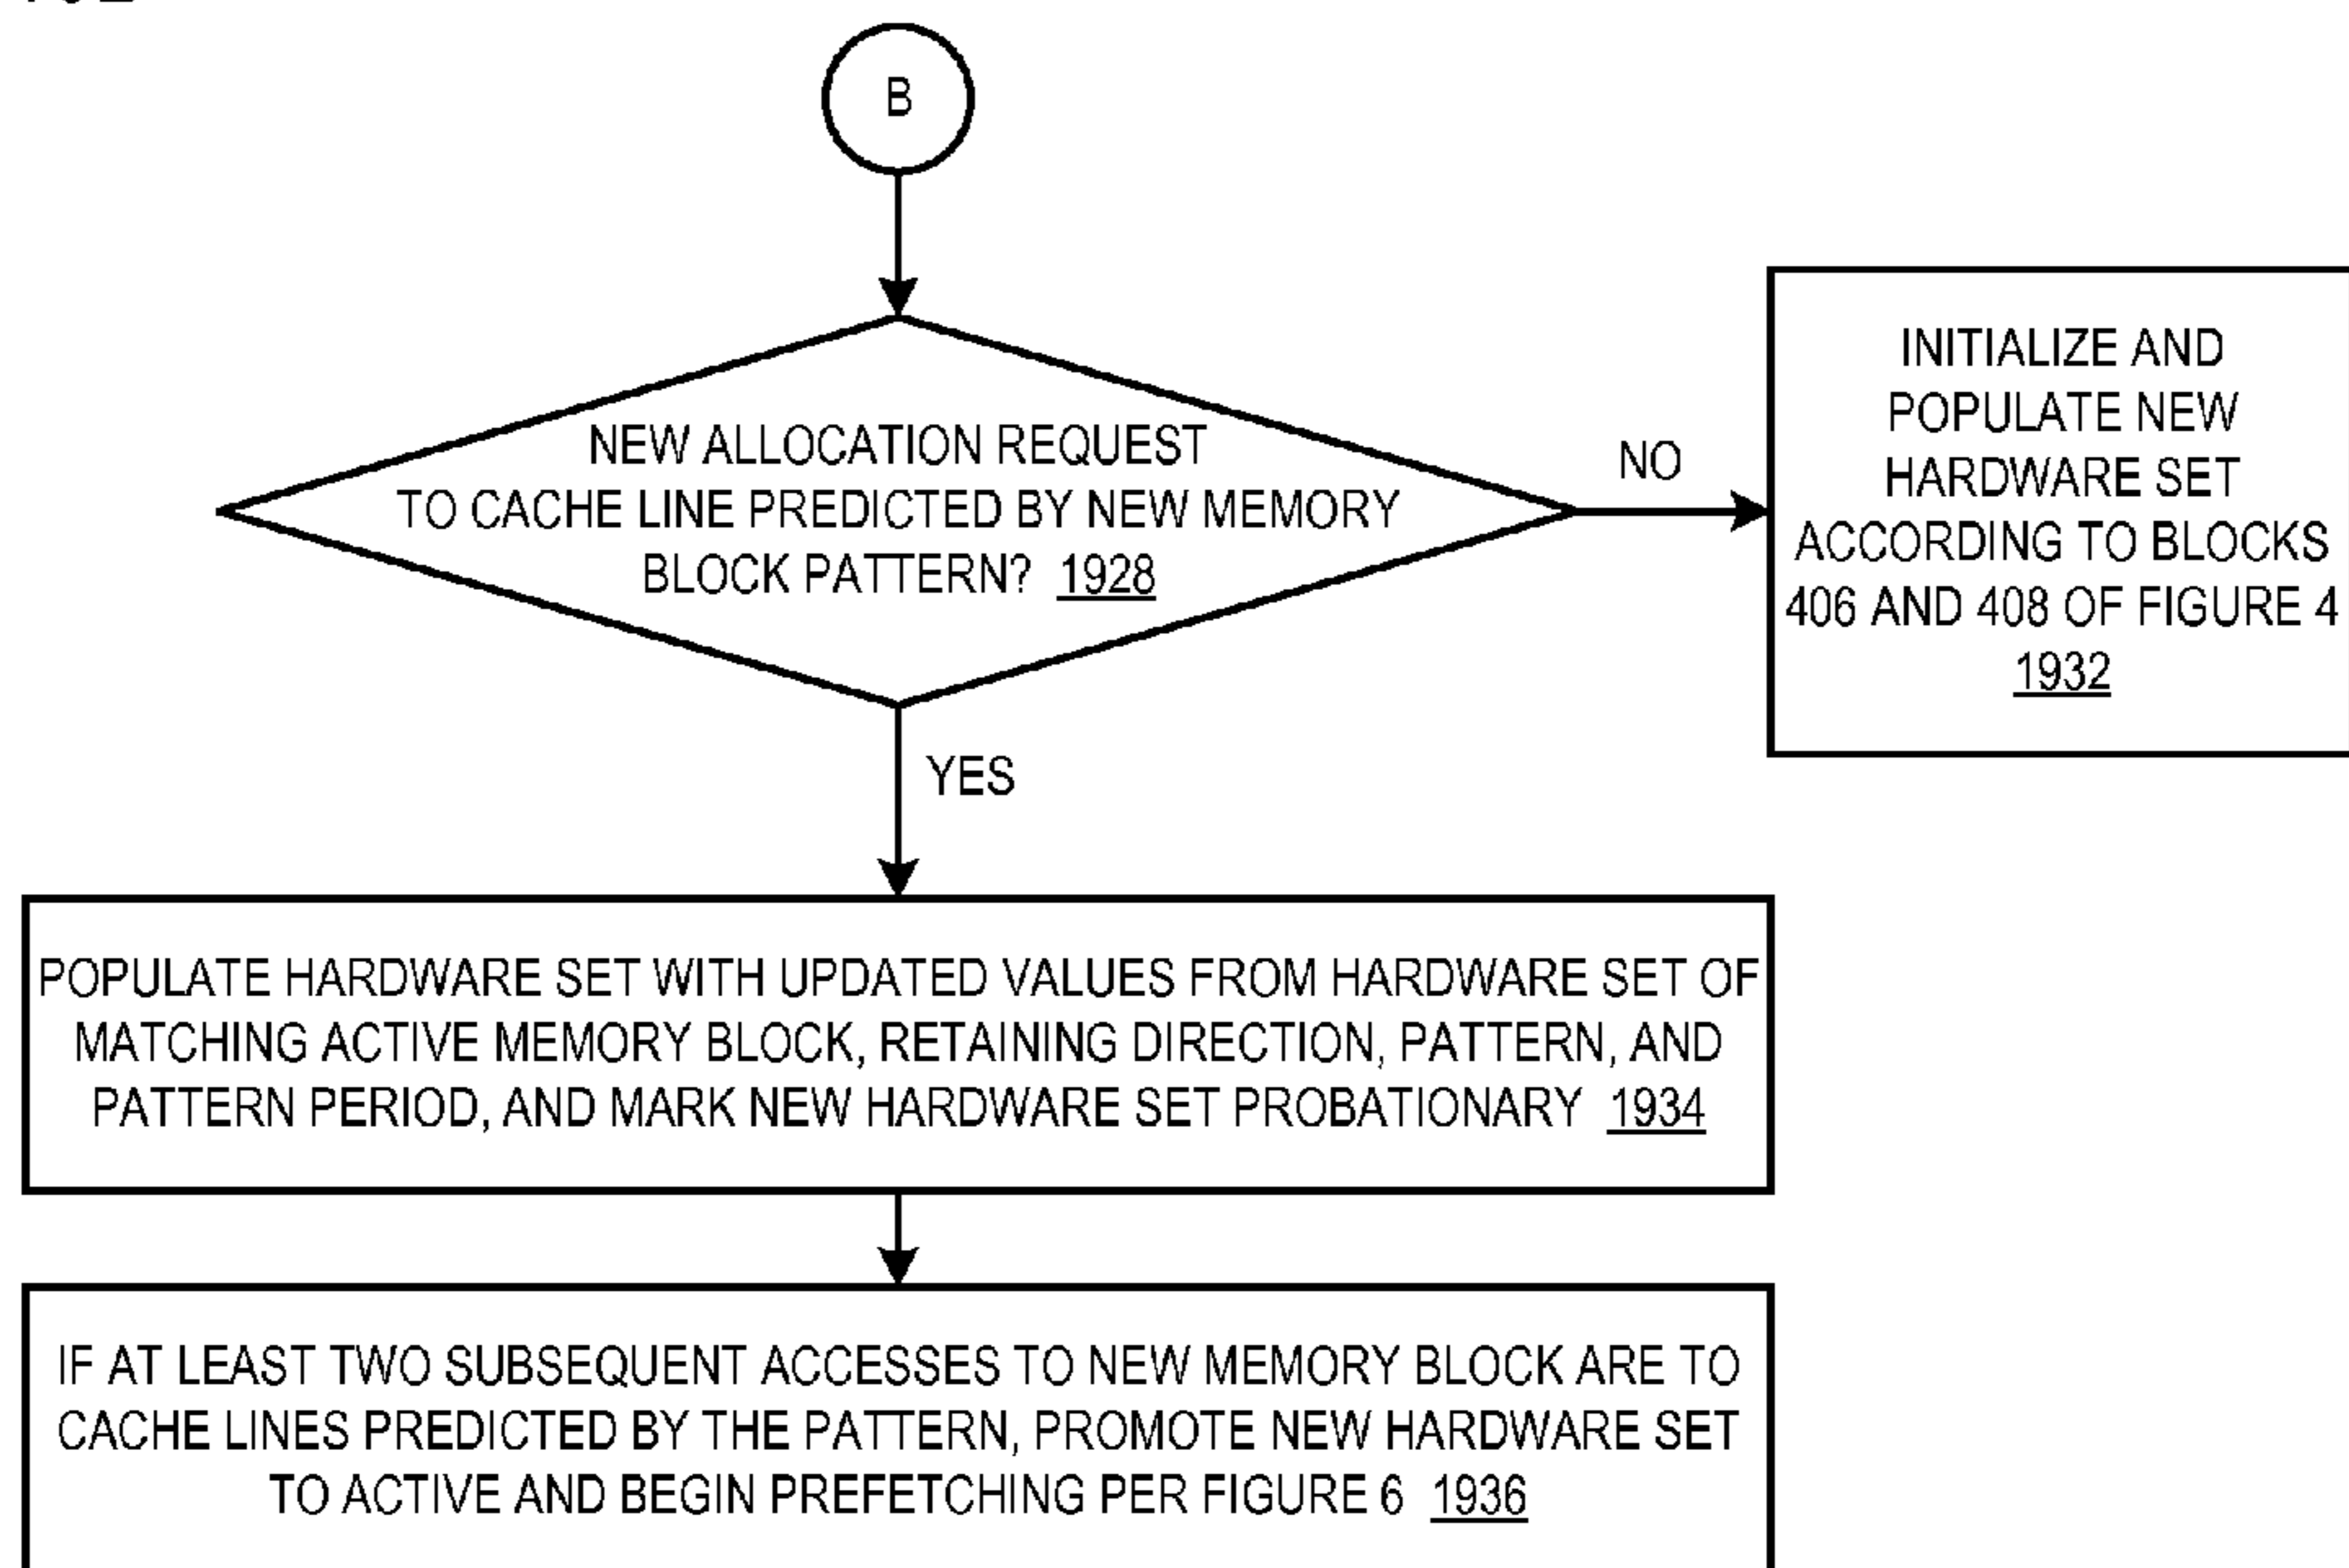 B
NEW ALLOCATION REQUEST
TO CACHE LINE PREDICTED BY NEW MEMORY
BLOCK PATTERN? 1928
NO
INITIALIZE AND
POPULATE NEW
HARDWARE SET
ACCORDING TO BLOCKS
406 AND 408 OF FIGURE 4
1932
YES
POPULATE HARDWARE SET WITH UPDATED VALUES FROM HARDWARE SET OF
MATCHING ACTIVE MEMORY BLOCK, RETAINING DIRECTION, PATTERN, AND
PATTERN PERIOD, AND MARK NEW HARDWARE SET PROBATIONARY 1934
IF AT LEAST TWO SUBSEQUENT ACCESSES TO NEW MEMORY BLOCK ARE TO
CACHE LINES PREDICTED BY THE PATTERN, PROMOTE NEW HARDWARE SET
TO ACTIVE AND BEGIN PREFETCHING PER FIGURE 6 1936